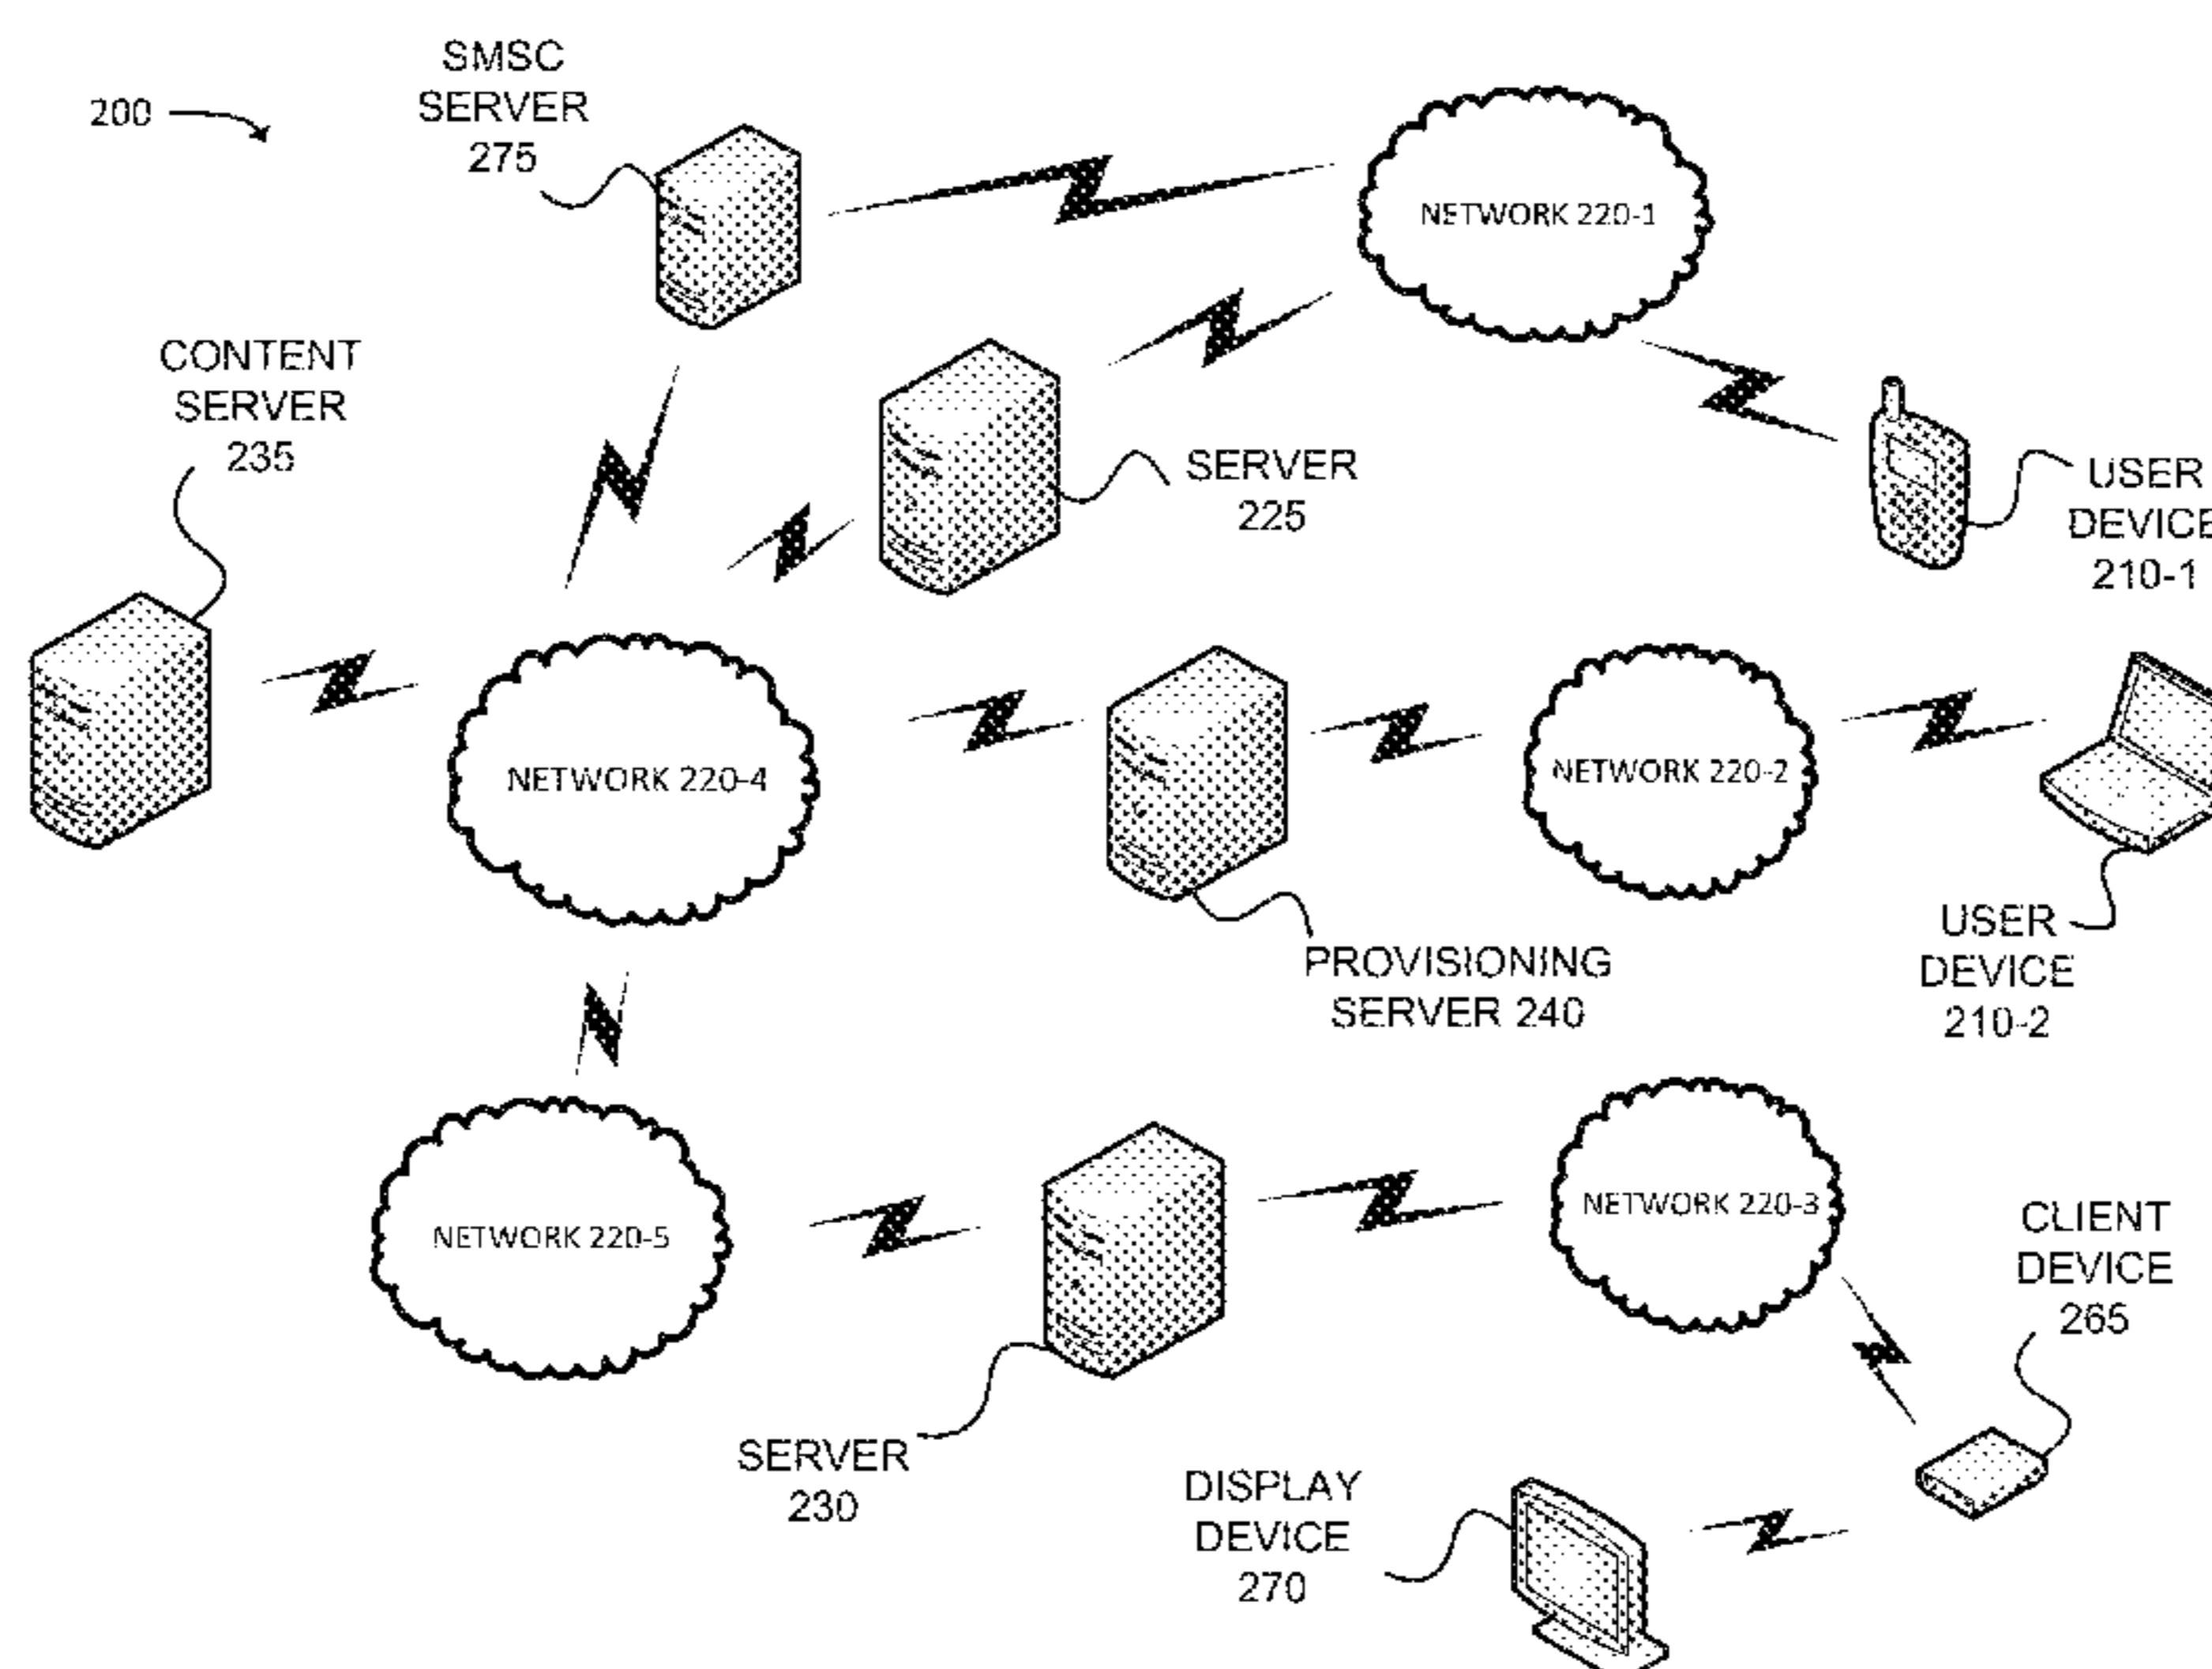 200
SMSC
SERVER
275
NETWORK 220-1
CONTENT
SERVER
235
SERVER
225
USER
DEVICE
210-1
NETWORK 220-4
NETWORK 220-2
PROVISIONING
SERVER 240
USER
DEVICE
210-2
NETWORK 220-5
NETWORK 220-3
CLIENT
DEVICE
265
SERVER
230
DISPLAY
DEVICE
270